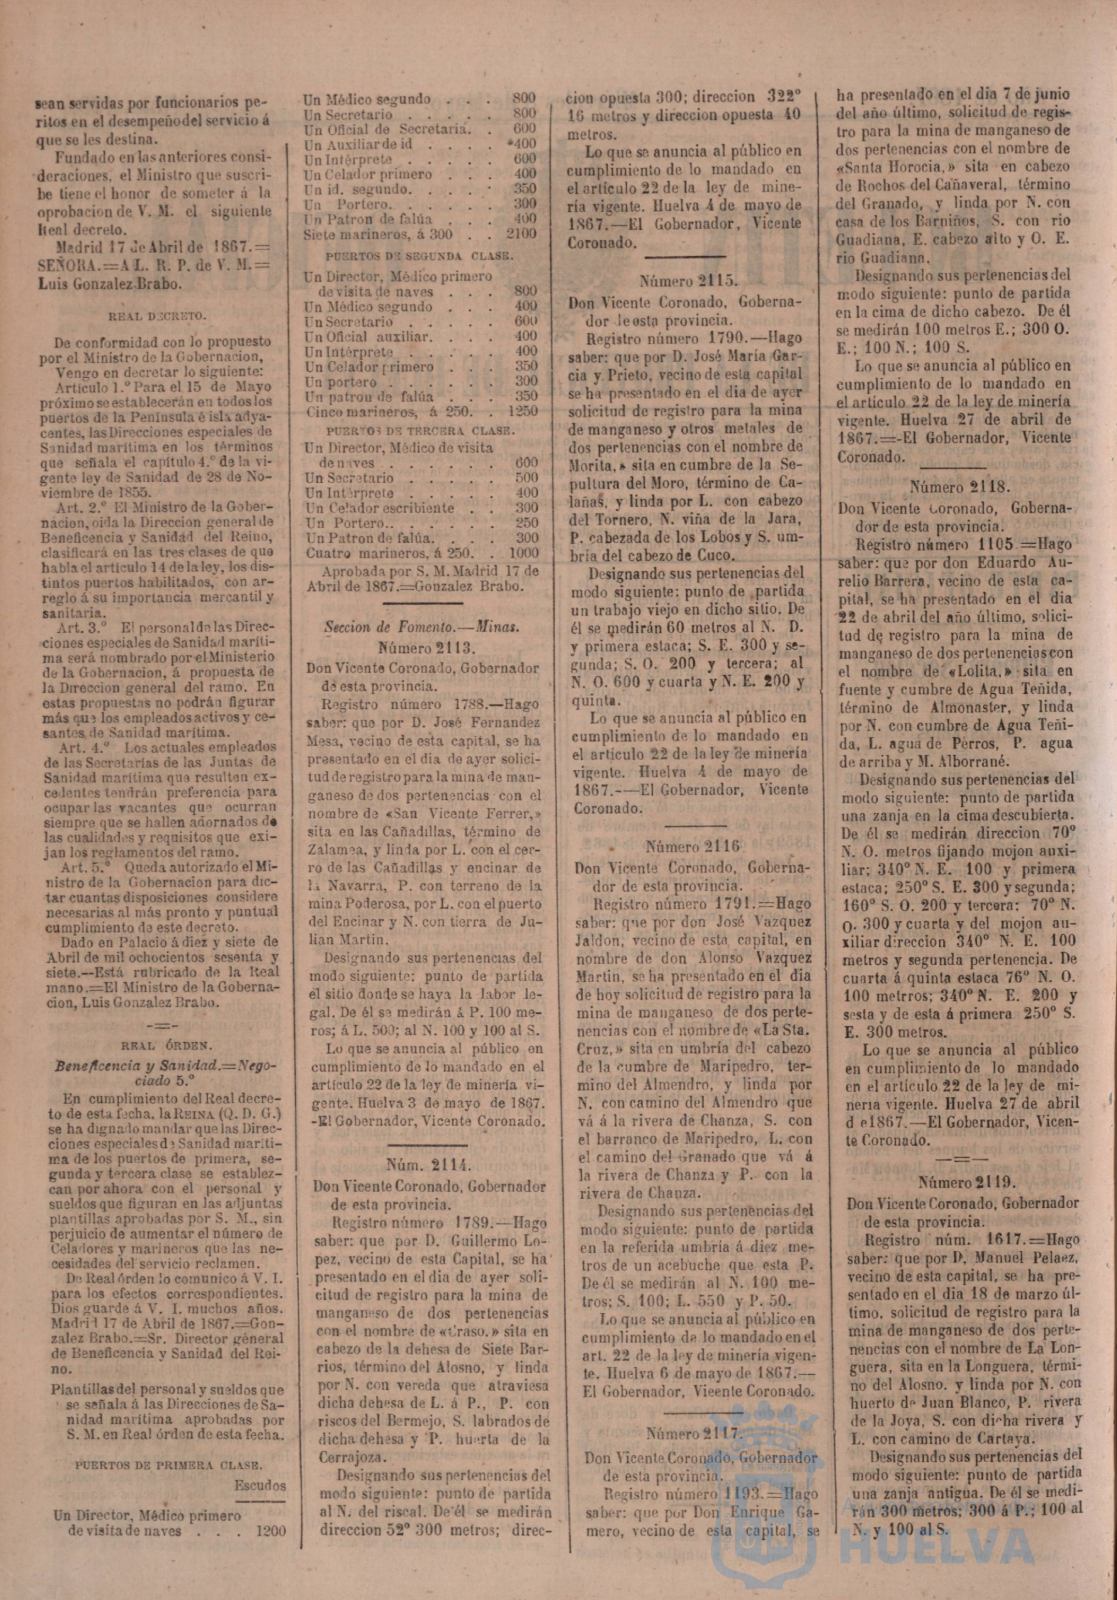 sean servidas por funcionarios pe-
ritos en el desempeño del servicio á
que se les destina.
Fundado en las anteriores consi-
deraciones, el Ministro que suscri-
be tiene el honor de someter á la
oprobacion de V. M. el siguiente
Real decreto.
Madrid 17 de Abril de 1867.=
SEÑORA.=A L. R. P. de V. M.=
Luis Gonzalez Brabo.
REAL DECRETO.
De conformidad con lo propuesto
por el Ministro de la Gobernacion,
Vengo en decretar lo siguiente:
Artículo 1.º Para el 15 de Mayo
próximo se establecerán en todos los
puertos de la Península é isla adya-
centes, las Direcciones especiales de
Sanidad marítima en los términos
que señala el capítulo 4.º de la vi-
gente ley de Sanidad de 28 de No-
viembre de 1855.
Art. 2.º El Ministro de la Gober-
nacion, oida la Direccion general de
Beneficencia y Sanidad del Reino,
clasificará en las tres clases de que
habla el articulo 14 de la ley, los dis-
tintos puertos habilitados, con ar-
reglo á su importancia mercantil y
sanitaria.
Art. 3.º El personal de las Direc-
ciones especiales de Sanidad maríti-
ma será nombrado por el Ministerio
de la Gobernacion, á propuesta de
la Direccion general del ramo. En
estas propuestas no podrán figurar
más que los empleados activos y ce-
santes de Sanidad marítima.
Art. 4.º Los actuales empleados
de las Secretarías de las Juntas de
Sanidad marítima que resulten ex-
cedentes tendrán preferencia para
ocupar las vacantes que ocurran
siempre que se hallen adornados de
las cualidades y requisitos que exi-
jan los reglamentos del ramo.
Art. 5.º Queda autorizado el Mi-
nistro de la Gobernacion para dic-
tar cuantas disposiciones considere
necesarias al más pronto y puntual
cumplimiento de este decreto.
Dado en Palacio á diez y siete de
Abril de mil ochocientos sesenta y
siete.--Está rubricado de la Real
mano.=El Ministro de la Goberna-
cion, Luis Gonzalez Brabo.
REAL ÓRDEN.
Beneficencia y Sanidad.=Nego-
ciado 5.º
En cumplimiento del Real decre-
to de esta fecha, la REINA (Q. D. G.)
se ha dignado mandar que las Direc-
ciones especiales de Sanidad maríti-
ma de los puertos de primera, se-
gunda y tercera clase se establez-
can por ahora con el personal y
sueldos que figuran en las adjuntas
plantillas aprobadas por S. M., sin
perjuicio de aumentar el número de
Celadores y marineros que las ne-
cesidades del servicio reclamen.
De Real órden lo comunico á V. I.
para los efectos correspondientes.
Dios guarde á V. I. muchos años.
Madrid 17 de Abril de 1867.=Gon-
zalez Brabo.=Sr. Director géneral
de Beneficencia y Sanidad del Rei-
no.
Plantillas del personal y sueldos que
se señala á las Direcciones de Sa-
nidad marítima aprobadas por
S. M. en Real órden de esta fecha.
PUERTOS DE PRIMERA CLASE.
Escudos
Un Director, Médico primero
de visita de naves . . . 1200
Un Médico segundo . . . 800
Un Secretario . . . . 800
Un Oficial de Secretaría. . 600
Un Auxiliar de id . . . . 400
Un Intérprete . . . . . 600
Un Celador primero . . . 400
Un id. segundo. . . . . 350
Un Portero. . . . . . 300
Un Patron de falúa . . . 400
Siete marineros, á 300 . . 2100
PUERTOS DE SEGUNDA CLASE.
Un Director, Médico primero
de visita de naves . . . 800
Un Médico segundo . . . 400
Un Secretario . . . . . 600
Un Oficial auxiliar. . . . 400
Un Intérprete . . . . . 400
Un Celador primero . . . 350
Un portero . . . . . . 300
Un patron de falúa . . . 350
Cinco marineros, á 250. . 1250
PUERTOS DE TERCERA CLASE.
Un Director, Médico de visita
de naves . . . . . . 600
Un Secretario . . . . . 500
Un Intérprete . . . . . 400
Un Celador escribiente . . 300
Un Portero.. . . . . . 250
Un Patron de falúa. . . . 300
Cuatro marineros, á 250. . 1000
Aprobada por S. M. Madrid 17 de
Abril de 1867.=Gonzalez Brabo.
Seccion de Fomento.—Minas.
Número 2113.
Don Vicente Coronado, Gobernador
de esta provincia.
Registro número 1788.—Hago
saber: que por D. José Fernandez
Mesa, vecino de esta capital, se ha
presentado en el dia de ayer solici-
tud de registro para la mina de man-
ganeso de dos pertenencias con el
nombre de «San Vicente Ferrer,»
sita en las Cañadillas, término de
Zalamea, y linda por L. con el cer-
ro de las Cañadillas y encinar de
la Navarra, P. con terreno de la
mina Poderosa, por L. con el puerto
del Encinar y N. con tierra de Ju-
lian Martin.
Designando sus pertenencias del
modo siguiente: punto de partida
él sitio donde se haya la labor le-
gal. De él se medirán á P. 100 me-
ros; á L. 500; al N. 100 y 100 al S.
Lo que se anuncia al público en
cumplimiento de lo mandado en el
artículo 22 de la ley de minería vi-
gente. Huelva 3 de mayo de 1867.
-El Gobernador, Vicente Coronado.
Núm. 2114.
Don Vicente Coronado, Gobernador
de esta provincia.
Registro número 1789.—Hago
saber: que por D. Guillermo Lo-
pez, vecino de esta Capital, se ha
presentado en el dia de ayer soli-
citud de registro para la mina de
manganeso de dos pertenencias
con el nombre de «Craso.» sita en
cabezo de la dehesa de Siete Bar-
rios, término del Alosno, y linda
por N. con vereda que atraviesa
dicha dehesa de L. á P., P. con
riscos del Bermejo, S. labrados de
dicha dehesa y P. huerta de la
Cerrajoza.
Designando sus pertenencias del
modo siguiente: punto de partida
al N. del riscal. De él se medirán
direccion 52º 300 metros; direc-
cion opuesta 300; direccion 322º
16 metros y direccion opuesta 40
metros.
Lo que se anuncia al público en
cumplimiento de lo mandado en
el artículo 22 de la ley de mine-
ría vigente. Huelva 4 de mayo de
1867.—El Gobernador, Vicente
Coronado.
Número 2115.
Don Vicente Coronado, Goberna-
dor de esta provincia.
Registro número 1790.—Hago
saber: que por D. José María Gar-
cia y Prieto, vecino de esta capital
se ha presentado en el dia de ayer
solicitud de registro para la mina
de manganeso y otros metales de
dos pertenencias con el nombre de
Morita,» sita en cumbre de la Se-
pultura del Moro, término de Ca-
lañas, y linda por L. con cabezo
del Tornero, N. viña de la Jara,
P. cabezada de los Lobos y S. um-
bría del cabezo de Cuco.
Designando sus pertenencias del
modo siguiente: punto de partida
un trabajo viejo en dicho sitio. De
él se medirán 60 metros al N. D.
y primera estaca; S. E. 300 y se-
gunda; S. O. 200 y tercera; al
N. O. 600 y cuarta y N. E. 200 y
quinta.
Lo que se anuncia al público en
cumplimiento de lo mandado en
el artículo 22 de la ley de minería
vigente. Huelva 4 de mayo de
1867.-—El Gobernador, Vicente
Coronado.
Número 2116
Don Vicente Coronado, Goberna-
dor de esta provincia.
Registro número 1791.=Hago
saber: que por don José Vazquez
Jaldon, vecino de esta capital, en
nombre de don Alonso Vazquez
Martin, se ha presentado en el dia
de hoy solicitud de registro para la
mina de manganeso de dos perte-
nencias con el nombre de «La Sta.
Cruz,» sita en umbría del cabezo
de la cumbre de Maripedro, tér-
mino del Almendro, y linda por
N. con camino del Almendro que
vá á la rivera de Chanza, S. con
el barranco de Maripedro, L. con
el camino del Granado que vá á
la rivera de Chanza y P. con la
rivera de Chanza.
Designando sus pertenencias del
modo siguiente: punto de partida
en la referida umbría á diez me-
tros de un acebuche que esta P.
De él se medirán al N. 100 me-
tros; S. 100; L. 550 y P. 50.
Lo que se anuncia al público en
cumplimiento de lo mandado en el
art. 22 de la ley de minería vigen-
te. Huelva 6 de mayo de 1867.—
El Gobernador, Vicente Coronado.
Número 2117.
Don Vicente Coronado, Gobernador
de esta provincia.
Registro número 1193.=Hago
saber: que por Don Enrique Ga-
mero, vecino de esta capital, se
ha presentado en el dia 7 de junio
del año último, solicitud de regis-
tro para la mina de manganeso de
dos pertenencias con el nombre de
«Santa Horocia,» sita en cabezo
de Rochos del Cañaveral, término
del Granado, y linda por N. con
casa de los Barniños, S. con rio
Guadiana, E. cabezo alto y O. E.
rio Guadiana.
Designando sus pertenencias del
modo siguiente: punto de partida
en la cima de dicho cabezo. De él
se medirán 100 metros E.; 300 O.
E.; 100 N.; 100 S.
Lo que se anuncia al público en
cumplimiento de lo mandado en
el artículo 22 de la ley de minería
vigente. Huelva 27 de abril de
1867.=-El Gobernador, Vicente
Coronado.
Número 2118.
Don Vicente Coronado, Goberna-
dor de esta provincia.
Registro número 1105.=Hago
saber: que por don Eduardo Au-
relio Barrera, vecino de esta ca-
pital, se ha presentado en el dia
22 de abril del año último, solici-
tud de registro para la mina de
manganeso de dos pertenencias con
el nombre de «Lolita,» sita en
fuente y cumbre de Agua Teñida,
término de Almonaster, y linda
por N. con cumbre de Agua Teñi-
da, L. agua de Perros, P. agua
de arriba y M. Alborrané.
Designando sus pertenencias del
modo siguiente: punto de partida
una zanja en la cima descubierta.
De él se medirán direccion 70º
N. O. metros fijando mojon auxi-
liar; 340º N. E. 100 y primera
estaca; 250º S. E. 300 y segunda;
160º S. O. 200 y tercera; 70º N.
O. 300 y cuarta y del mojon au-
xiliar direccion 340º N. E. 100
metros y segunda pertenencia. De
cuarta á quinta estaca 76º N. O.
100 metrros; 340º N. E. 200 y
sesta y de esta á primera 250º S.
E. 300 metros.
Lo que se anuncia al público
en cumplimiento de lo mandado
en el artículo 22 de la ley de mi-
nería vigente. Huelva 27 de abril
d e1867.—El Gobernador, Vicen-
te Coronado.
Número 2119.
Don Vicente Coronado, Gobernador
de esta provincia.
Registro núm. 1617.=Hago
saber: que por D. Manuel Pelaez,
vecino de esta capital, se ha pre-
sentado en el dia 18 de marzo úl-
timo, solicitud de registro para la
mina de manganeso de dos perte-
nencias con el nombre de La Lon-
guera, sita en la Longuera, térmi-
no del Alosno, y linda por N. con
huerto de Juan Blanco, P. rivera
de la Joya, S. con dicha rivera y
L. con camino de Cartaya.
Designando sus pertenencias del
modo siguiente: punto de partida
una zanja antigua. De él se medi-
rán 300 metros; 300 á P.; 100 al
N. y 100 al S.
HUELVA